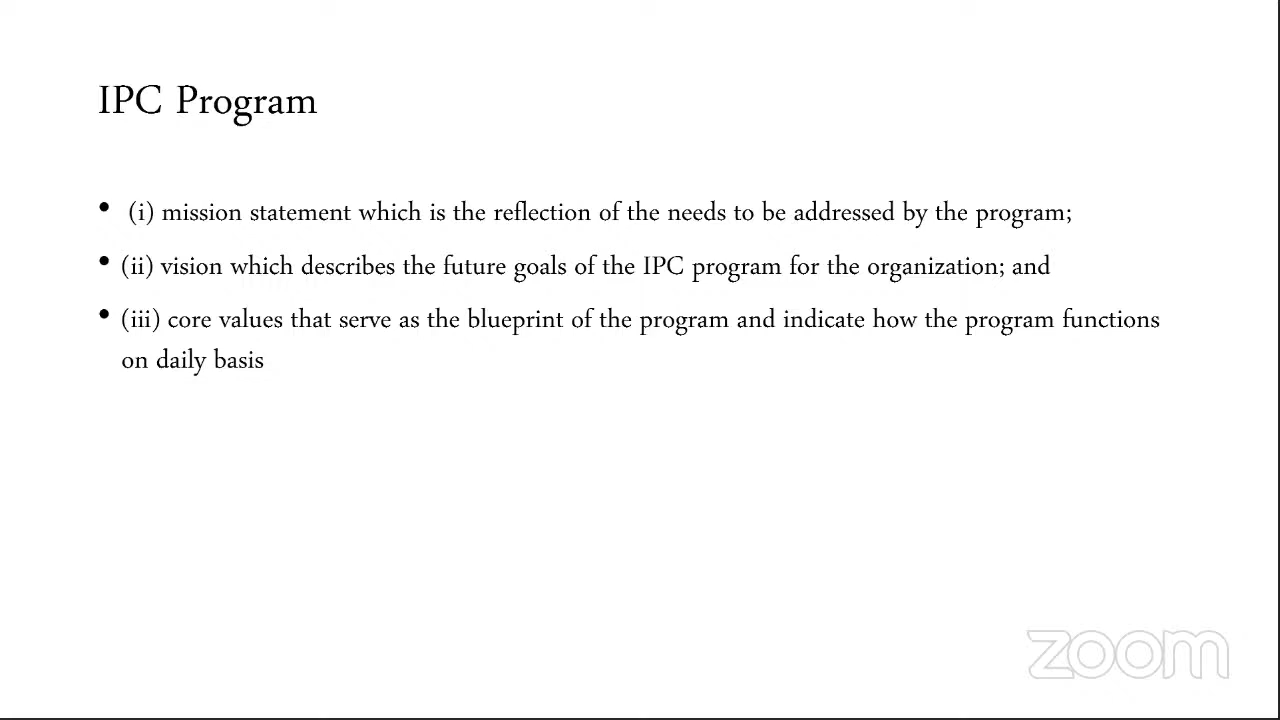 IPC Program
• (i) mission statement which is the reflection of the needs to be addressed by the program;
• (ii) vision which describes the future goals of the IPC program for the organization; and
• (iii) core values that serve as the blueprint of the program and indicate how the program functions
on daily basis
zoom